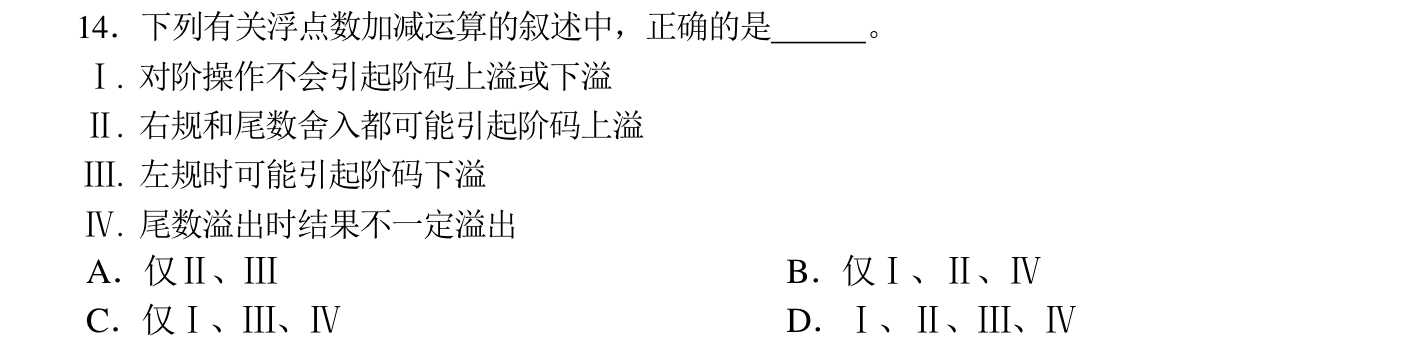 14．下列有关浮点数加减运算的叙述中，正确的是______。
Ⅰ. 对阶操作不会引起阶码上溢或下溢
Ⅱ. 右规和尾数舍入都可能引起阶码上溢
Ⅲ. 左规时可能引起阶码下溢
Ⅳ. 尾数溢出时结果不一定溢出
A．仅Ⅱ、Ⅲ B．仅Ⅰ、Ⅱ、Ⅳ
C．仅Ⅰ、Ⅲ、Ⅳ D．Ⅰ、Ⅱ、Ⅲ、Ⅳ